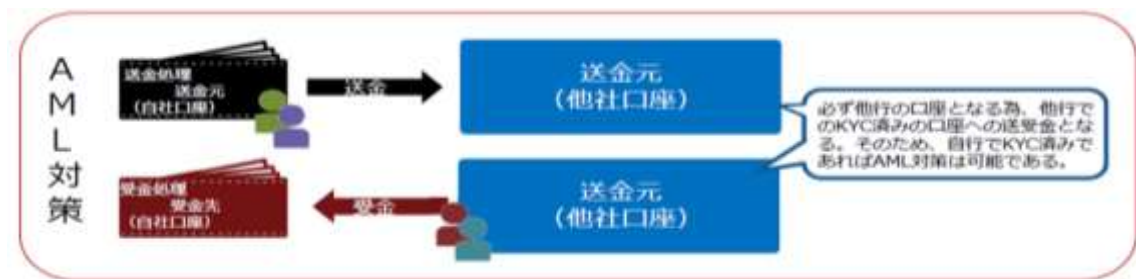 AML対策
送金処理
送金元
(自社口座)
送金
送金元
(他社口座)
必ず他行の口座となる為、他行で
のKYC済みの口座への送受金とな
る。そのため、自行でKYC済みで
あればAML対策は可能である。
受金処理
受金先
(自社口座)
受金
送金元
(他社口座)